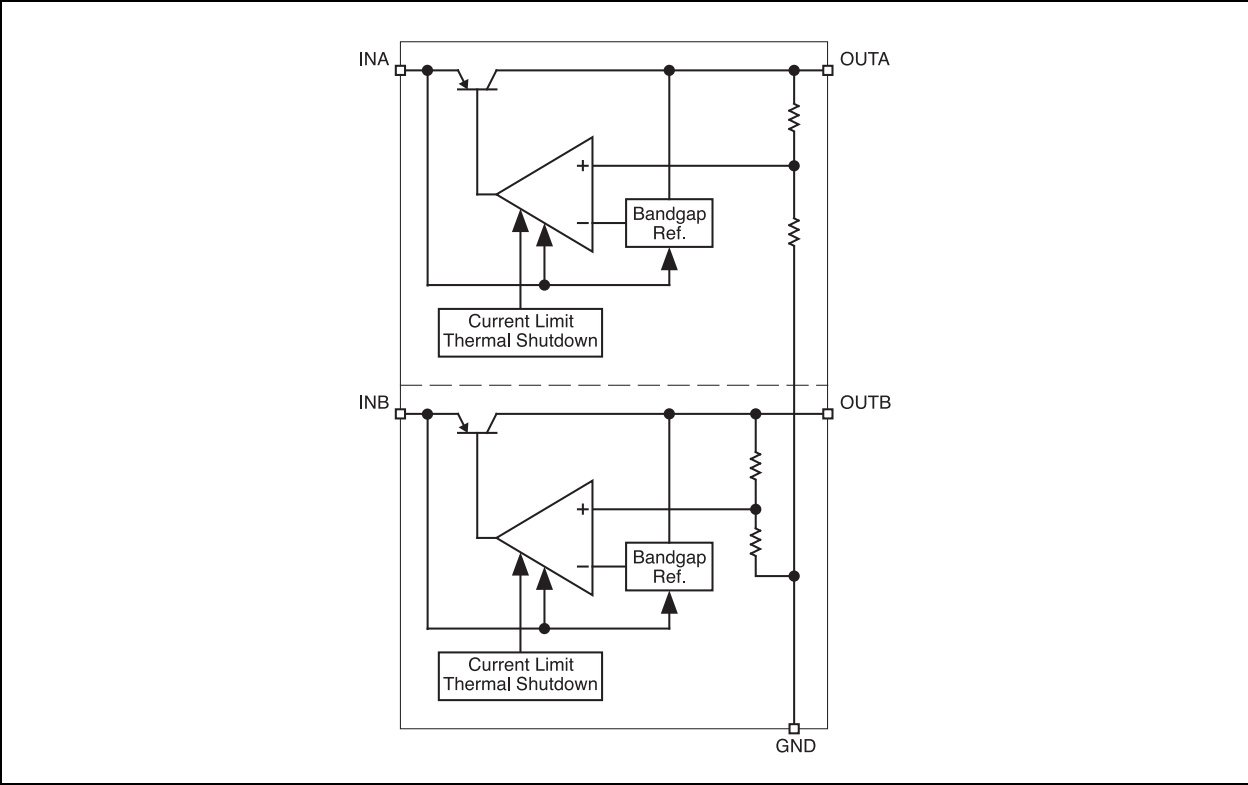 INA
OUTA
+
−
Bandgap
Ref.
Current Limit
Thermal Shutdown
INB
OUTB
+
−
Bandgap
Ref.
Current Limit
Thermal Shutdown
GND